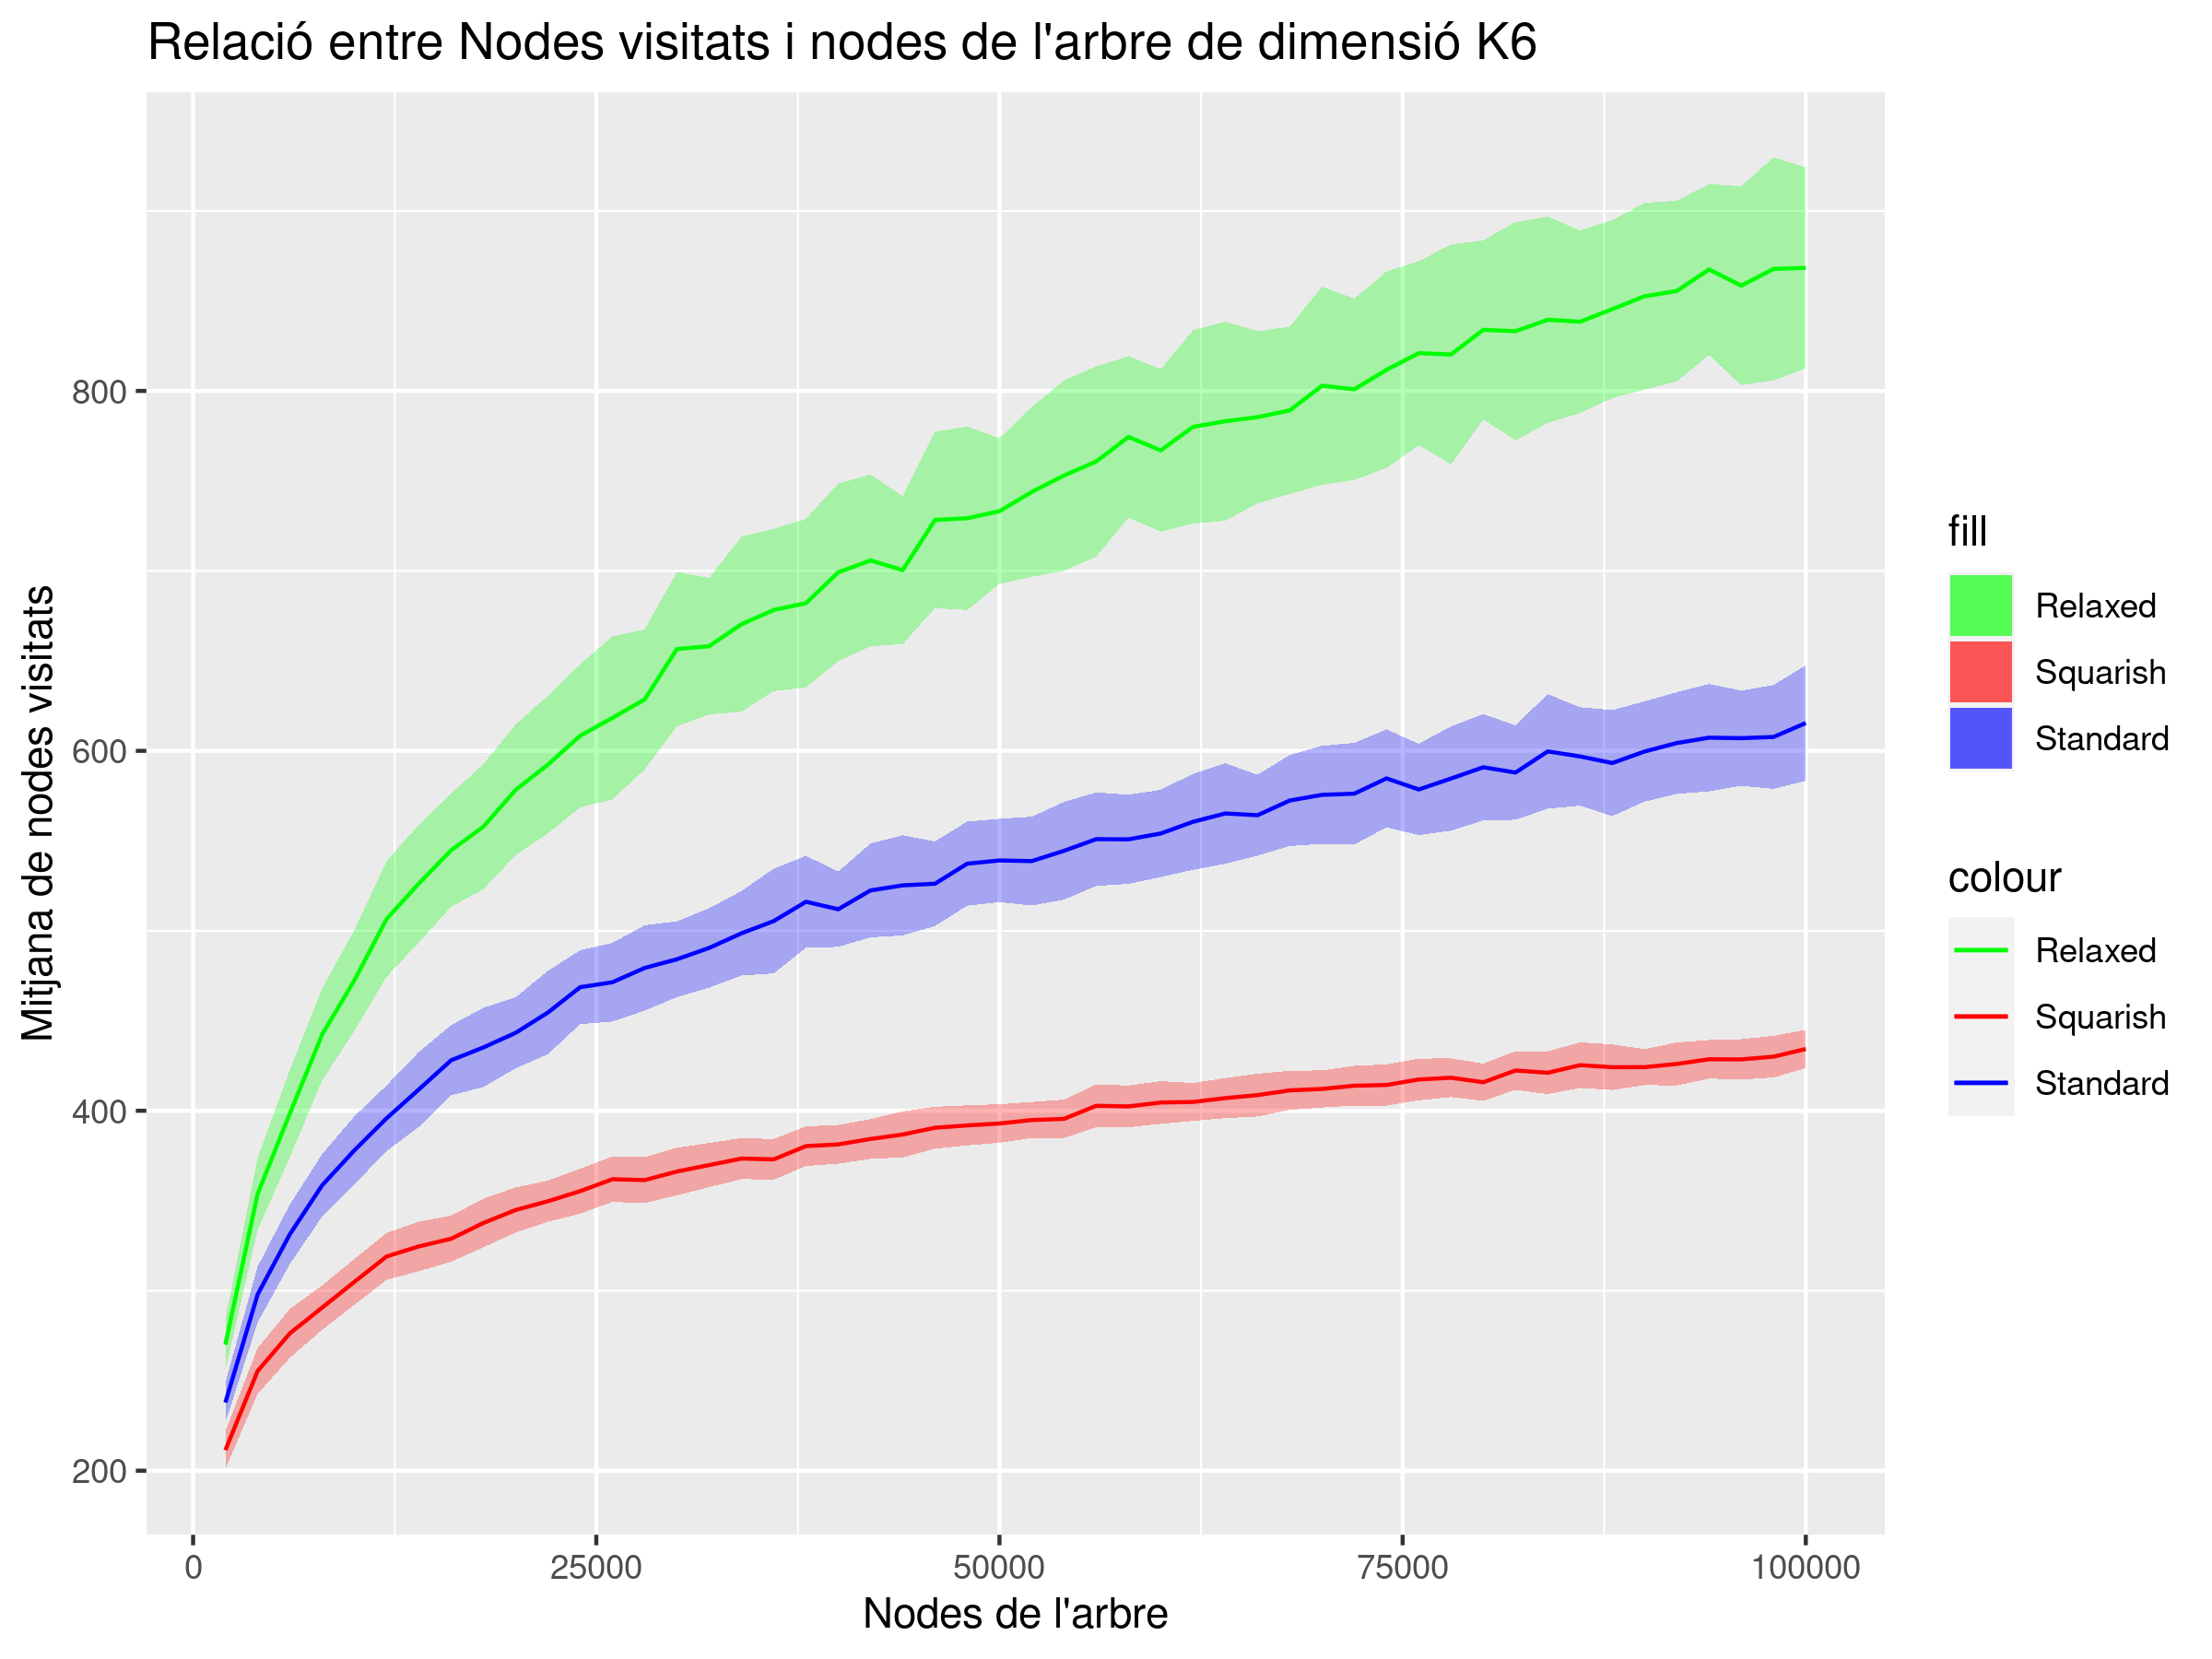 Relació entre Nodes visitats i nodes de l'arbre de dimensió K6
Mitjana de nodes visitats
800
600
400
200
0
25000
50000
75000
100000
Nodes de l'arbre
fill
Relaxed
Squarish
Standard
colour
Relaxed
Squarish
Standard